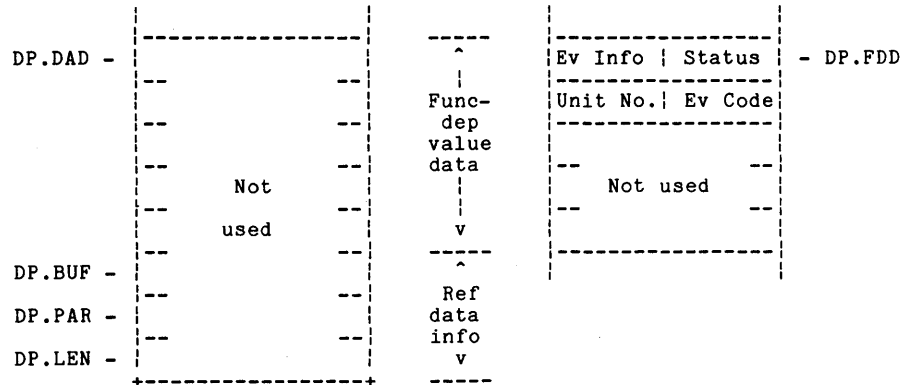 DP.DAD - Ev Info | Status - DP.FDD
Func- Unit No.| Ev Code
dep
value
data
Not Not used
used
DP.BUF -
Ref
DP.PAR - data
info
DP.LEN -